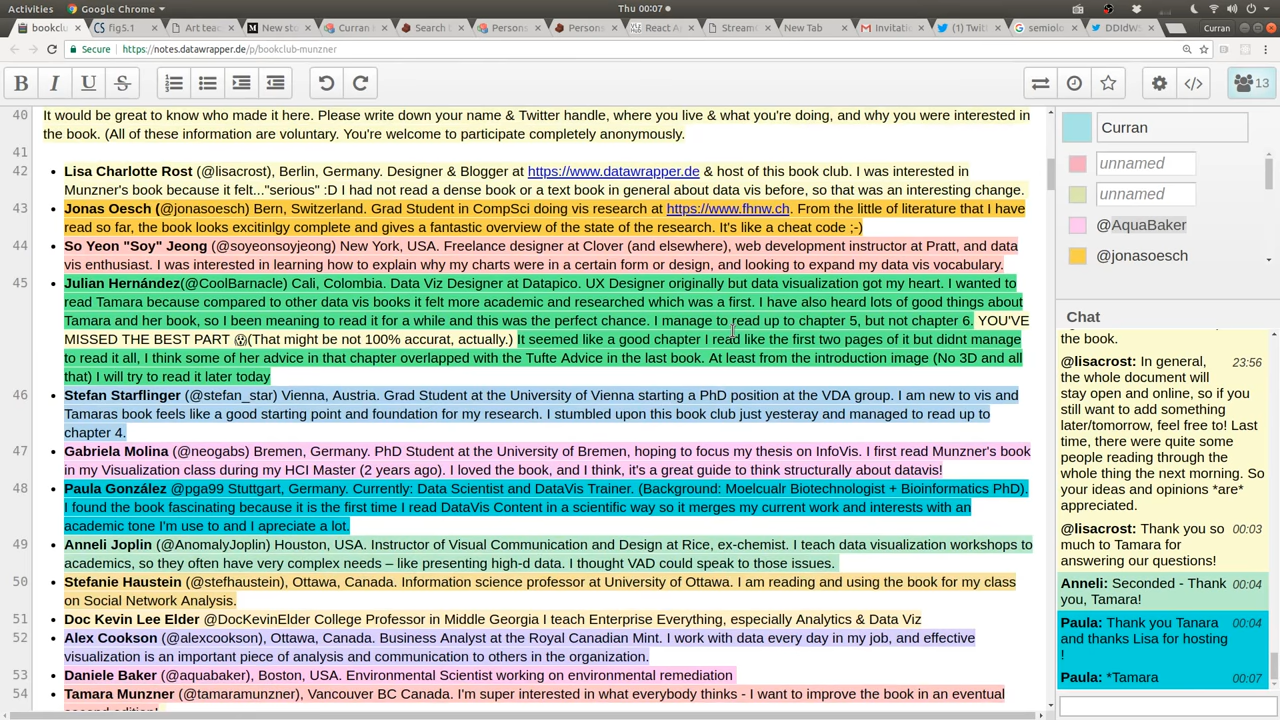 Activities
Google Chrome
Thu 00:07
bookclu
fig5.1
Art teac
New sto
Curran
Search
Persons
Persons
React A
Stream
New Tab
Invitatio
(1) Twitt
semiolo
DDIdWS
Curran
Secure
https://notes.datawrapper.de/p/bookclub-munzner
B
I
U
S
13
40
It would be great to know who made it here. Please write down your name & Twitter handle, where you live & what you're doing, and why you were interested in
the book. (All of these information are voluntary. You're welcome to participate completely anonymously.
41
42
Lisa Charlotte Rost (@lisacrost), Berlin, Germany. Designer & Blogger at https://www.datawrapper.de & host of this book club. I was interested in
Munzner's book because it felt..."serious" :D I had not read a dense book or a text book in general about data vis before, so that was an interesting change.
43
Jonas Oesch (@jonasoesch) Bern, Switzerland. Grad Student in CompSci doing vis research at https://www.fhnw.ch. From the little of literature that I have
read so far, the book looks excitinlgy complete and gives a fantastic overview of the state of the research. It's like a cheat code ;-)
44
So Yeon "Soy" Jeong (@soyeonsoyjeong) New York, USA. Freelance designer at Clover (and elsewhere), web development instructor at Pratt, and data
vis enthusiast. I was interested in learning how to explain why my charts were in a certain form or design, and looking to expand my data vis vocabulary.
45
Julian Hernández(@CoolBarnacle) Cali, Colombia. Data Viz Designer at Datapico. UX Designer originally but data visualization got my heart. I wanted to
read Tamara because compared to other data vis books it felt more academic and researched which was a first. I have also heard lots of good things about
Tamara and her book, so I been meaning to read it for a while and this was the perfect chance. I manage to read up to chapter 5, but not chapter 6. YOU'VE
MISSED THE BEST PART 😱(That might be not 100% accurat, actually.) It seemed like a good chapter I read like the first two pages of it but didnt manage
to read it all, I think some of her advice in that chapter overlapped with the Tufte Advice in the last book. At least from the introduction image (No 3D and all
that) I will try to read it later today
46
Stefan Starflinger (@stefan_star) Vienna, Austria. Grad Student at the University of Vienna starting a PhD position at the VDA group. I am new to vis and
Tamaras book feels like a good starting point and foundation for my research. I stumbled upon this book club just yesteray and managed to read up to
chapter 4.
47
Gabriela Molina (@neogabs) Bremen, Germany. PhD Student at the University of Bremen, hoping to focus my thesis on InfoVis. I first read Munzner's book
in my Visualization class during my HCI Master (2 years ago). I loved the book, and I think, it's a great guide to think structurally about datavis!
48
Paula González @pga99 Stuttgart, Germany. Currently: Data Scientist and DataVis Trainer. (Background: Moelcualr Biotechnologist + Bioinformatics PhD).
I found the book fascinating because it is the first time I read DataVis Content in a scientific way so it merges my current work and interests with an
academic tone I'm use to and I apreciate a lot.
49
Anneli Joplin (@AnomalyJoplin) Houston, USA. Instructor of Visual Communication and Design at Rice, ex-chemist. I teach data visualization workshops to
academics, so they often have very complex needs – like presenting high-d data. I thought VAD could speak to those issues.
50
Stefanie Haustein (@stefhaustein), Ottawa, Canada. Information science professor at University of Ottawa. I am reading and using the book for my class
on Social Network Analysis.
51
Doc Kevin Lee Elder @DocKevinElder College Professor in Middle Georgia I teach Enterprise Everything, especially Analytics & Data Viz
52
Alex Cookson (@alexcookson), Ottawa, Canada. Business Analyst at the Royal Canadian Mint. I work with data every day in my job, and effective
visualization is an important piece of analysis and communication to others in the organization.
53
Daniele Baker (@aquabaker), Boston, USA. Environmental Scientist working on environmental remediation
54
Tamara Munzner (@tamaramunzner), Vancouver BC Canada. I'm super interested in what everybody thinks - I want to improve the book in an eventual
second edition!
Curran
unnamed
unnamed
@AquaBaker
@jonasoesch
Chat
the book.
@lisacrost: In general, 23:56
the whole document will
stay open and online, so if
you still want to add
something
later/tomorrow,
feel free to! Last
time, there were quite some
people reading through the
whole thing the next morning. So
your ideas and opinions *are*
appreciated.
@lisacrost: Thank you so 00:03
much to Tamara for
answering our questions!
Anneli: Seconded - Thank 00:04
you, Tamara!
Paula: Thank you Tanara 00:04
and thanks Lisa for hosting
!
Paula: *Tamara 00:07